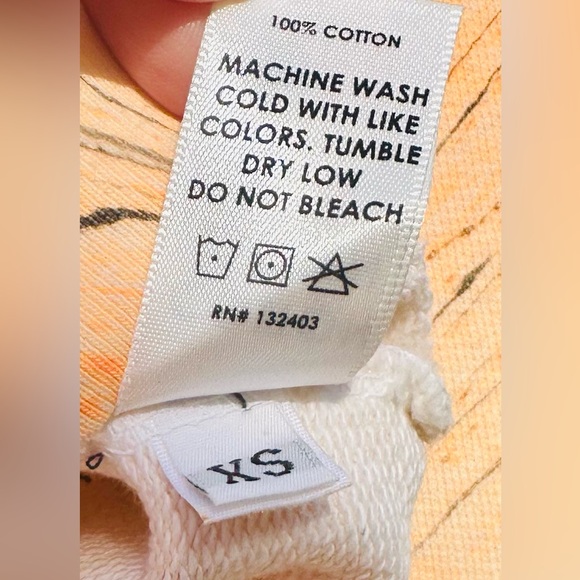 100% COTTON
MACHINE WASH
COLD WITH LIKE
COLORS. TUMBLE
DRY LOW
DO NOT BLEACH
RN# 132403
XS